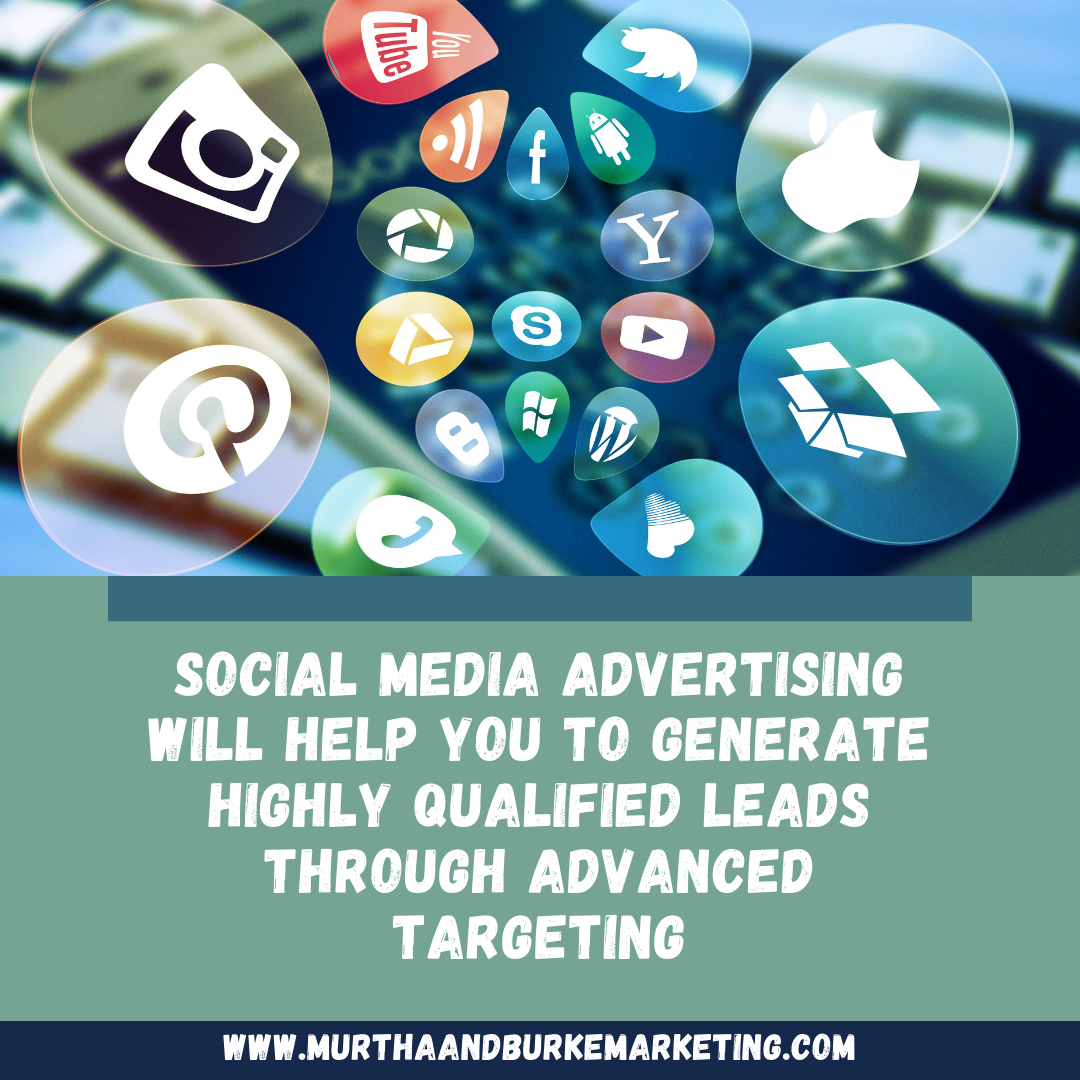 You
Tube
f
Y
S
SOCIAL MEDIA ADVERTISING
WILL HELP YOU TO GENERATE
HIGHLY QUALIFIED LEADS
THROUGH ADVANCED
TARGETING
WWW.MURTHAANDBURKEMARKETING.COM